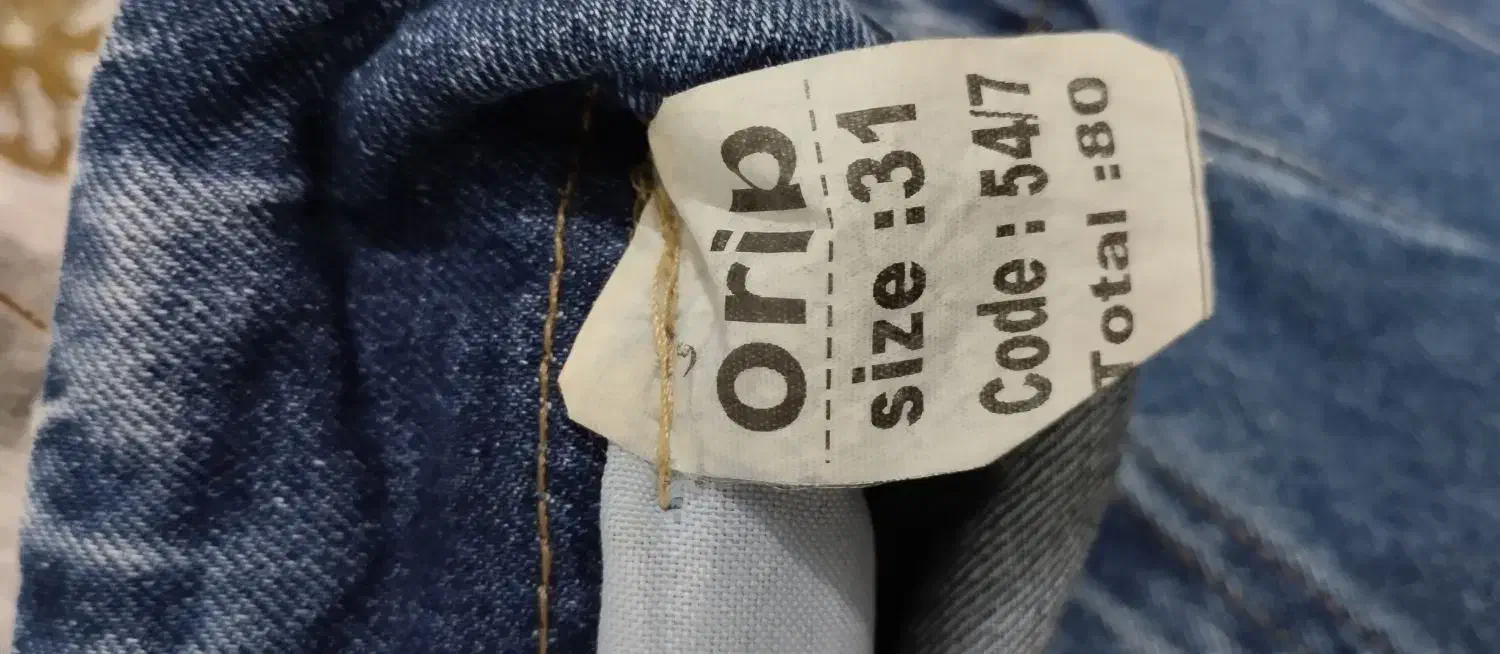 Orip
size :31
Code : 54/7
Total :80